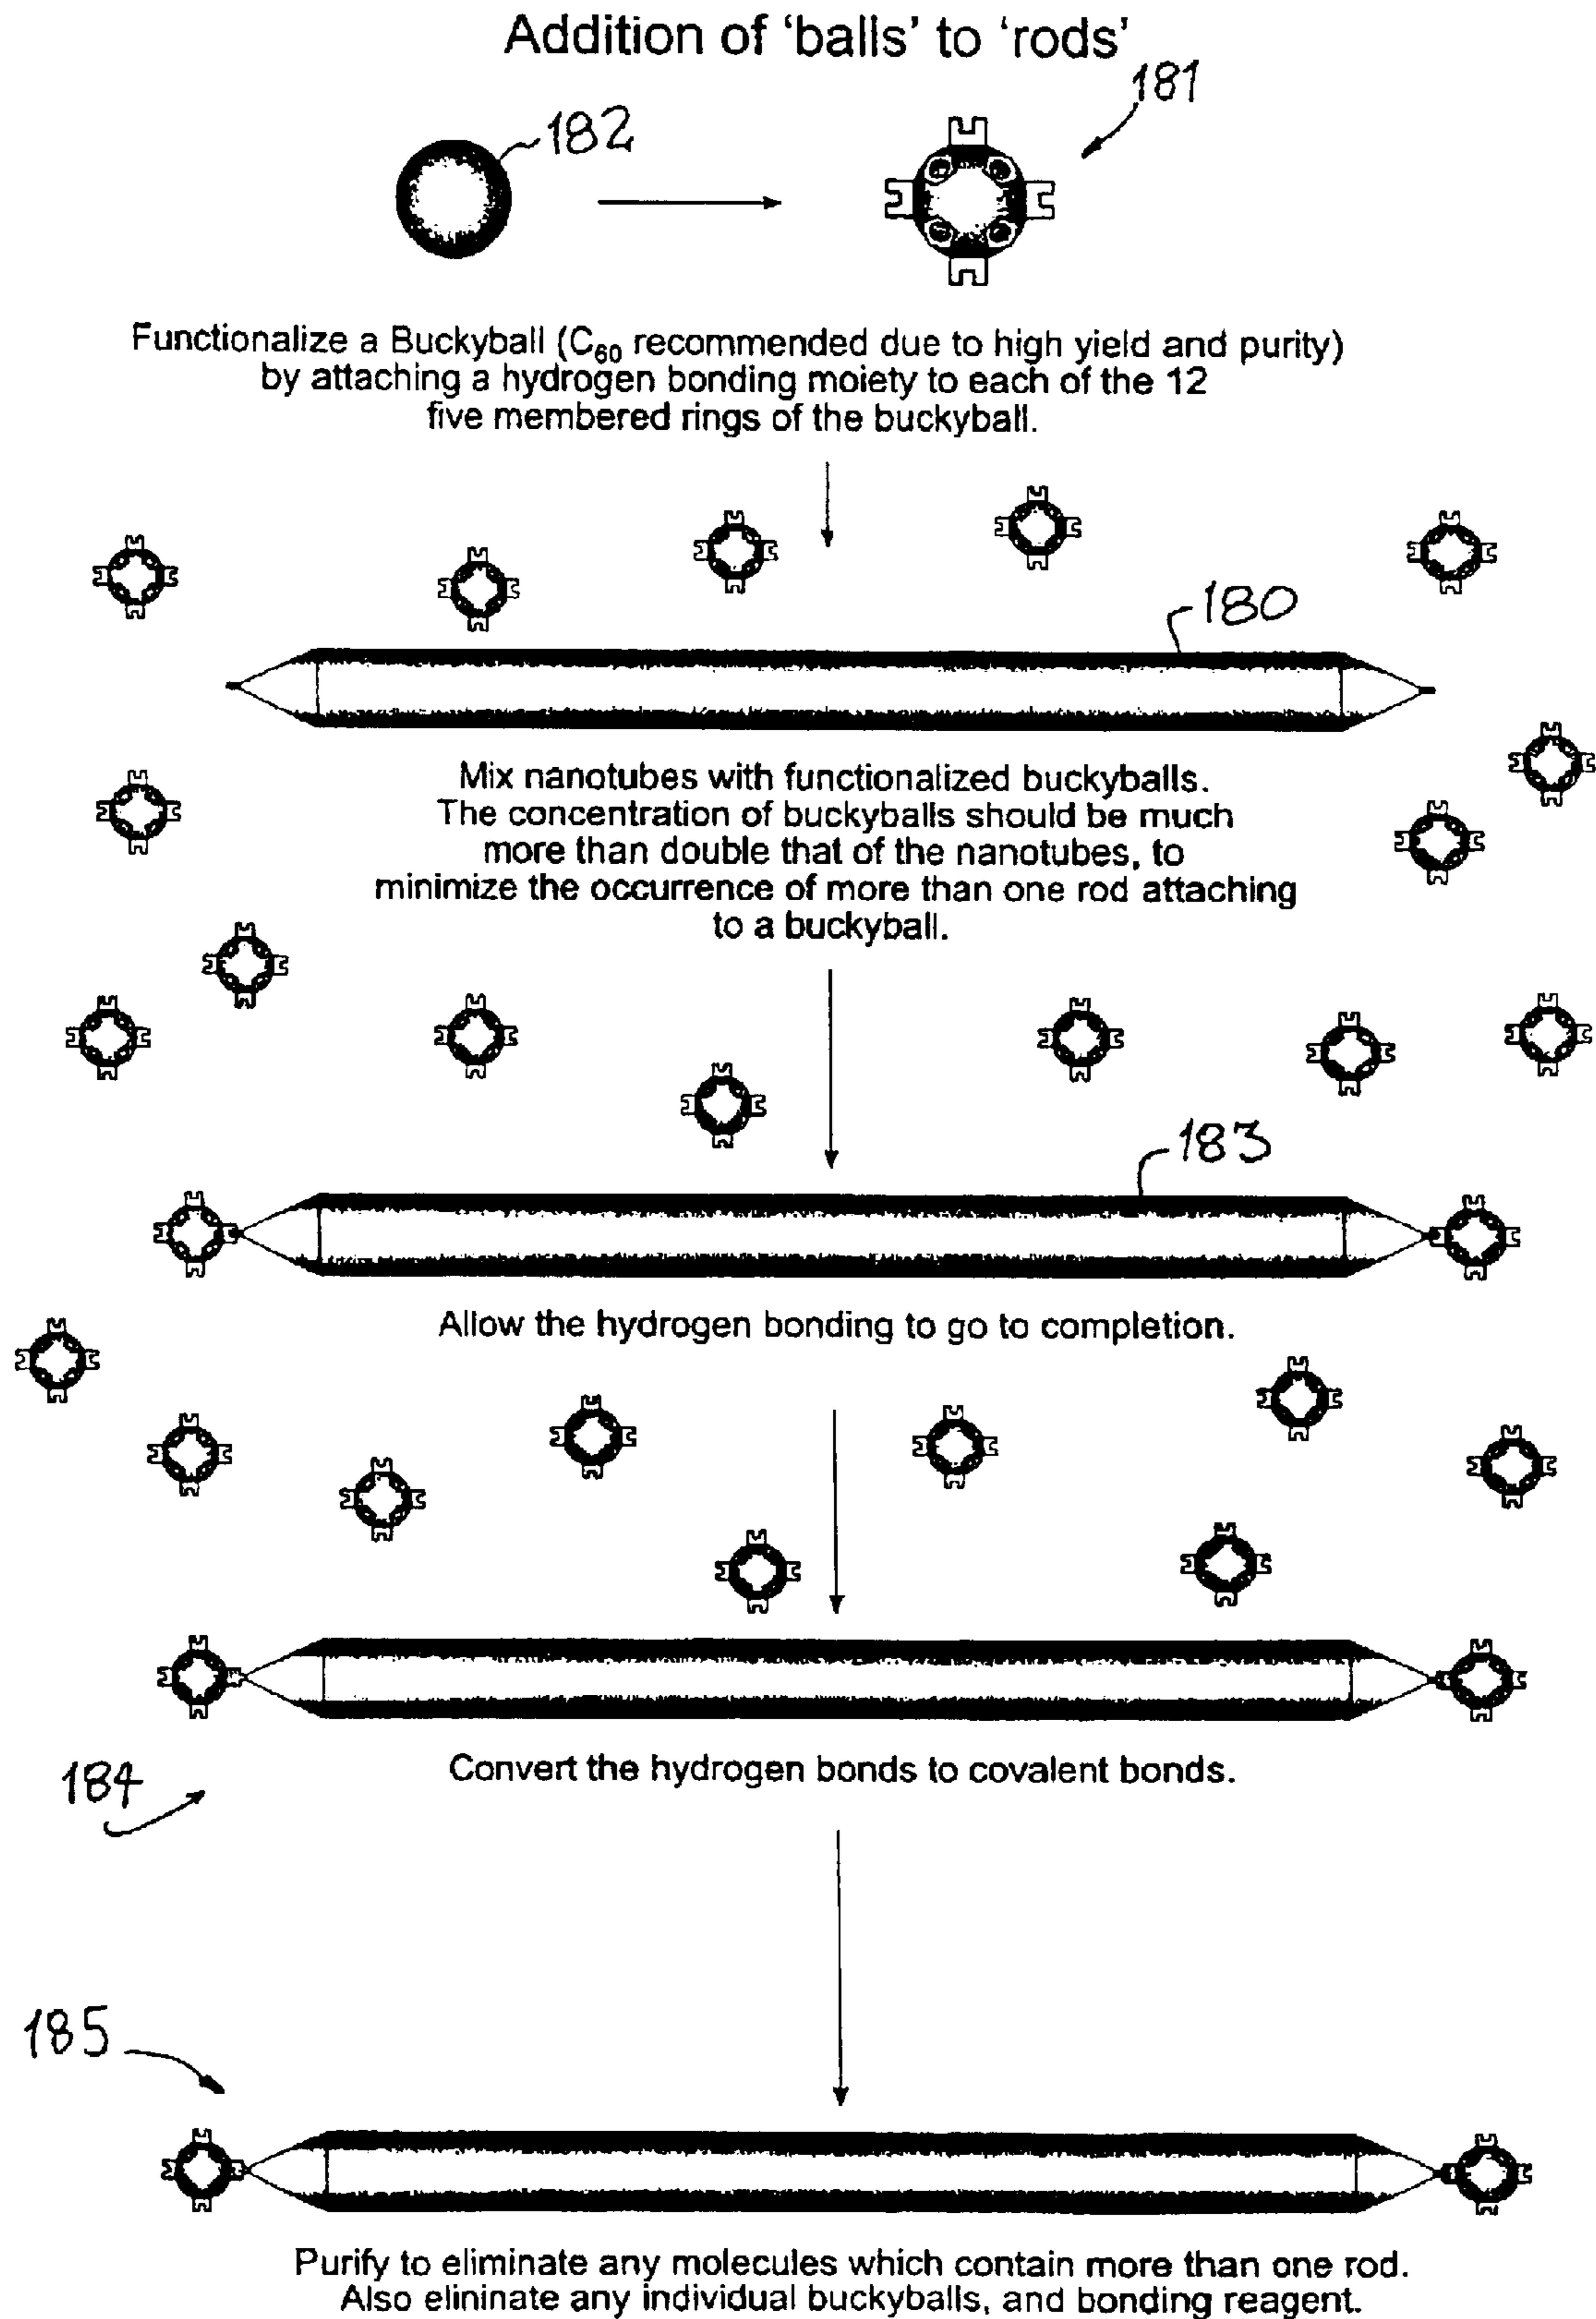 Addition of ‘balls’ to ‘rods’
181
182
Functionalize a Buckyball (C₆₀ recommended due to high yield and purity)
by attaching a hydrogen bonding moiety to each of the 12
five membered rings of the buckyball.
180
Mix nanotubes with functionalized buckyballs.
The concentration of buckyballs should be much
more than double that of the nanotubes, to
minimize the occurrence of more than one rod attaching
to a buckyball.
183
Allow the hydrogen bonding to go to completion.
Convert the hydrogen bonds to covalent bonds.
184
185
Purify to eliminate any molecules which contain more than one rod.
Also elininate any individual buckyballs, and bonding reagent.